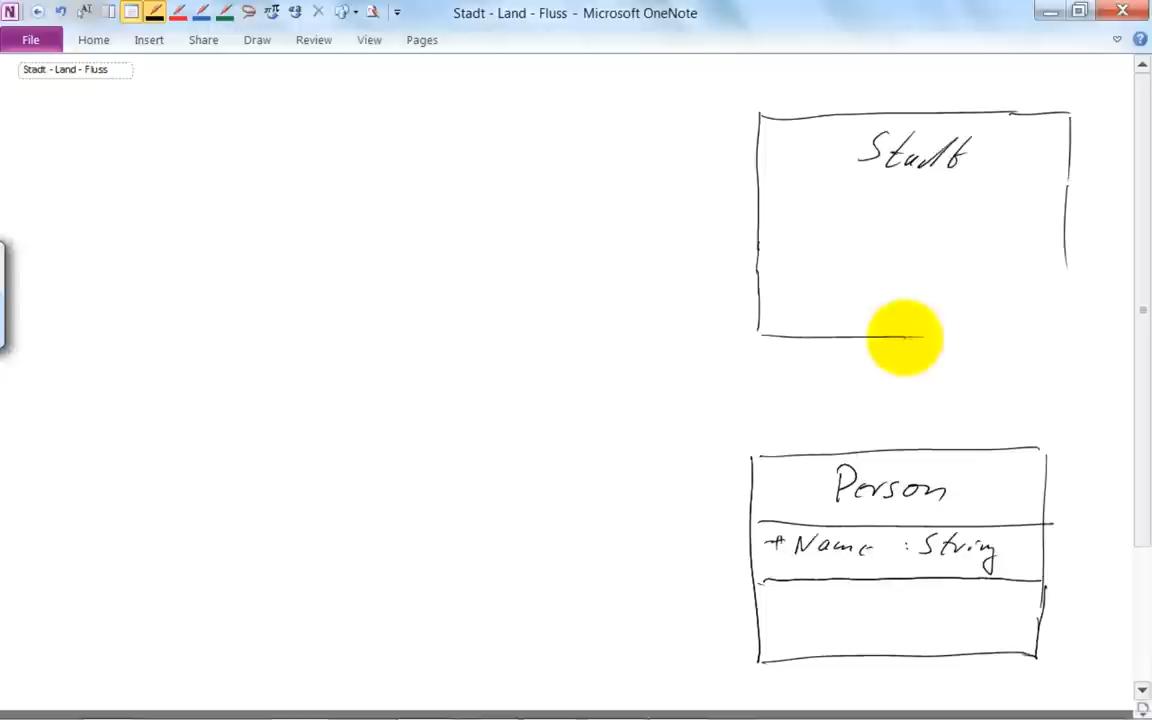 Stadt - Land - Fluss - Microsoft OneNote
File Home Insert Share Draw Review View Pages
Stadt - Land - Fluss
Stadt
Person
+ Name : String